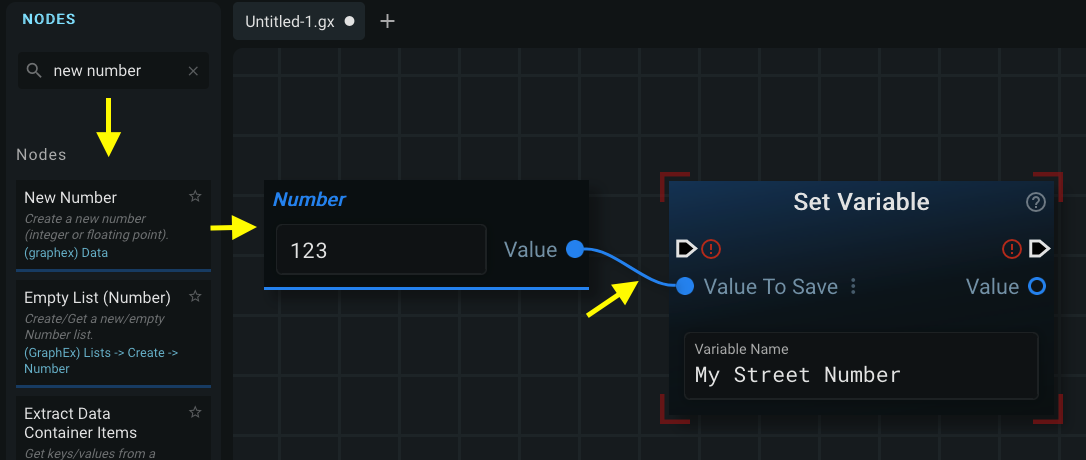 NODES
new number
Nodes
New Number
Create a new number
(integer or floating point).
(graphex) Data
Empty List (Number)
Create/Get a new/empty
Number list.
(GraphEx) Lists -> Create ->
Number
Extract Data
Container Items
Get keys/values from a
Untitled-1.gx
Number
123
Value
Set Variable
Value To Save
Value
Variable Name
My Street Number